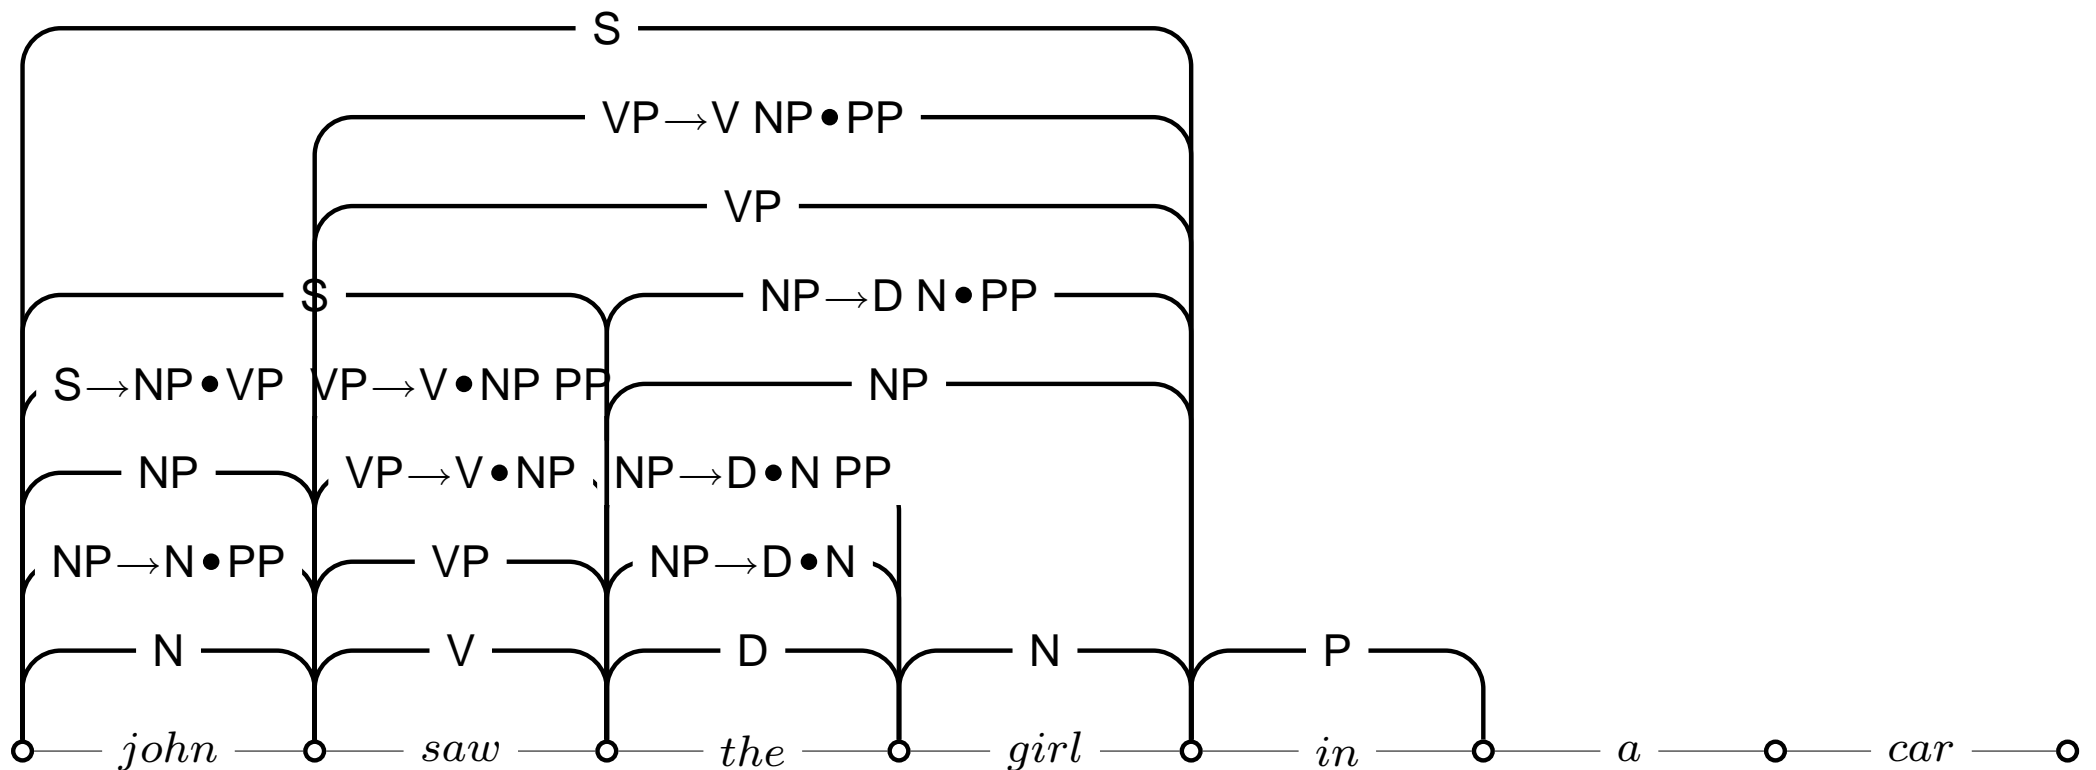 S
VP→V NP•PP
VP
S NP→D N•PP
S→NP•VP VP→V•NP PP NP
NP VP→V•NP NP→D•N PP
NP→N•PP VP NP→D•N
N V D N P
john saw the girl in a car